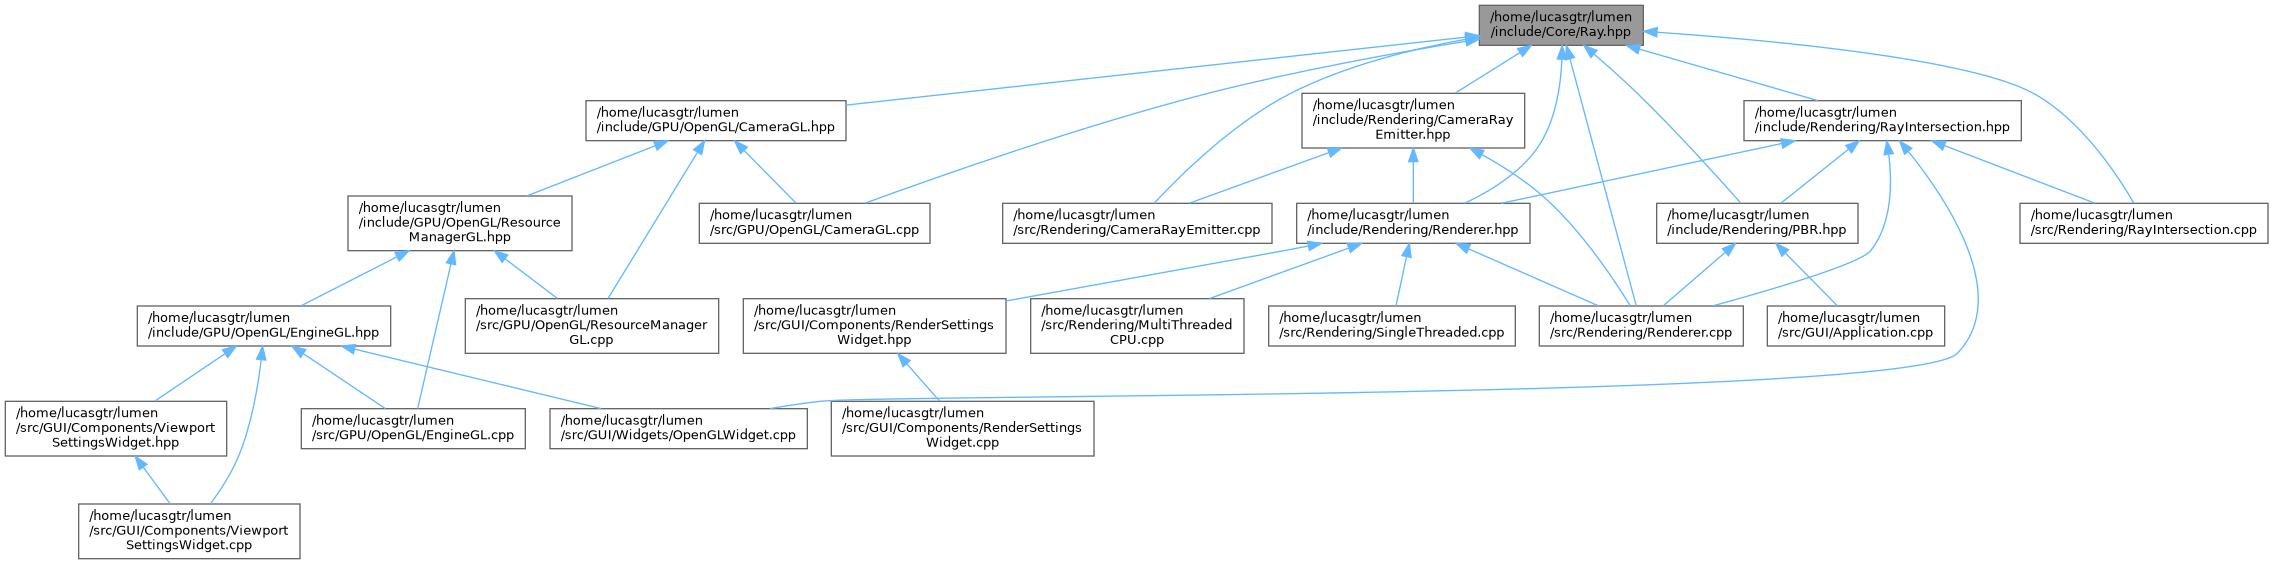 /home/lucasgtr/lumen
/include/Core/Ray.hpp
/home/lucasgtr/lumen
/include/GPU/OpenGL/CameraGL.hpp
/home/lucasgtr/lumen
/include/Rendering/CameraRay
Emitter.hpp
/home/lucasgtr/lumen
/include/Rendering/RayIntersection.hpp
/home/lucasgtr/lumen
/include/GPU/OpenGL/Resource
ManagerGL.hpp
/home/lucasgtr/lumen
/src/GPU/OpenGL/CameraGL.cpp
/home/lucasgtr/lumen
/src/Rendering/CameraRayEmitter.cpp
/home/lucasgtr/lumen
/include/Rendering/Renderer.hpp
/home/lucasgtr/lumen
/include/Rendering/PBR.hpp
/home/lucasgtr/lumen
/src/Rendering/RayIntersection.cpp
/home/lucasgtr/lumen
/include/GPU/OpenGL/EngineGL.hpp
/home/lucasgtr/lumen
/src/GPU/OpenGL/ResourceManager
GL.cpp
/home/lucasgtr/lumen
/src/GUI/Components/RenderSettings
Widget.hpp
/home/lucasgtr/lumen
/src/Rendering/MultiThreaded
CPU.cpp
/home/lucasgtr/lumen
/src/Rendering/SingleThreaded.cpp
/home/lucasgtr/lumen
/src/Rendering/Renderer.cpp
/home/lucasgtr/lumen
/src/GUI/Application.cpp
/home/lucasgtr/lumen
/src/GUI/Components/Viewport
SettingsWidget.hpp
/home/lucasgtr/lumen
/src/GPU/OpenGL/EngineGL.cpp
/home/lucasgtr/lumen
/src/GUI/Widgets/OpenGLWidget.cpp
/home/lucasgtr/lumen
/src/GUI/Components/RenderSettings
Widget.cpp
/home/lucasgtr/lumen
/src/GUI/Components/Viewport
SettingsWidget.cpp